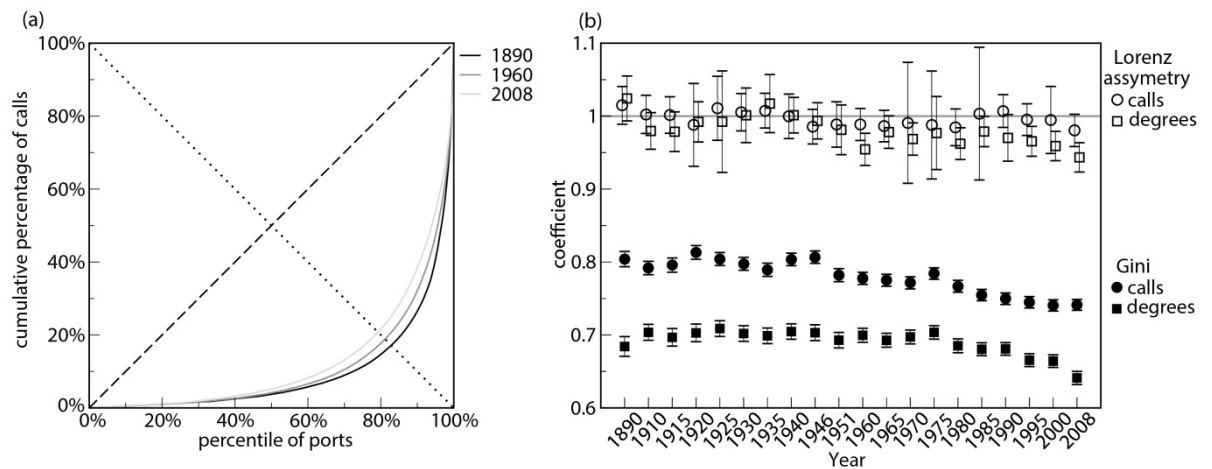 (a)
100%
80%
60%
40%
20%
0%
cumulative percentage of calls
0% 20% 40% 60% 80% 100%
percentile of ports
1890
1960
2008
(b)
1.1
1
0.9
0.8
0.7
0.6
coefficient
1890 1910 1915 1920 1925 1930 1935 1940 1946 1951 1960 1965 1970 1975 1980 1985 1990 1995 2000 2008
Year
Lorenz
assymetry
calls
degrees
Gini
calls
degrees